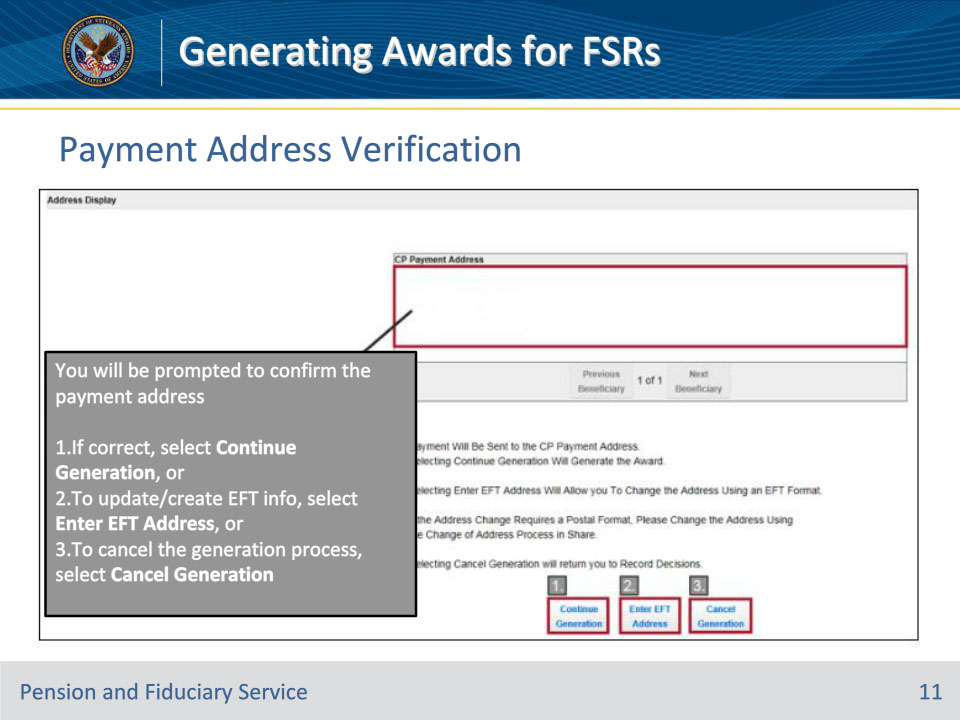 Generating Awards for FSRs
Payment Address Verification
Address Display
CP Payment Address
You will be prompted to confirm the
payment address
1.If correct, select Continue
Generation, or
2.To update/create EFT info, select
Enter EFT Address, or
3.To cancel the generation process,
select Cancel Generation
Previous
Beneficiary
1 of 1
Next
Beneficiary
ayment Will Be Sent to the CP Payment Address.
electing Continue Generation Will Generate the Award.
electing Enter EFT Address Will Allow you To Change the Address Using an EFT Format.
the Address Change Requires a Postal Format, Please Change the Address Using
e Change of Address Process in Share.
electing Cancel Generation will return you to Record Decisions.
1.
2.
3.
Continue
Generation
Enter EFT
Address
Cancel
Generation
Pension and Fiduciary Service
11